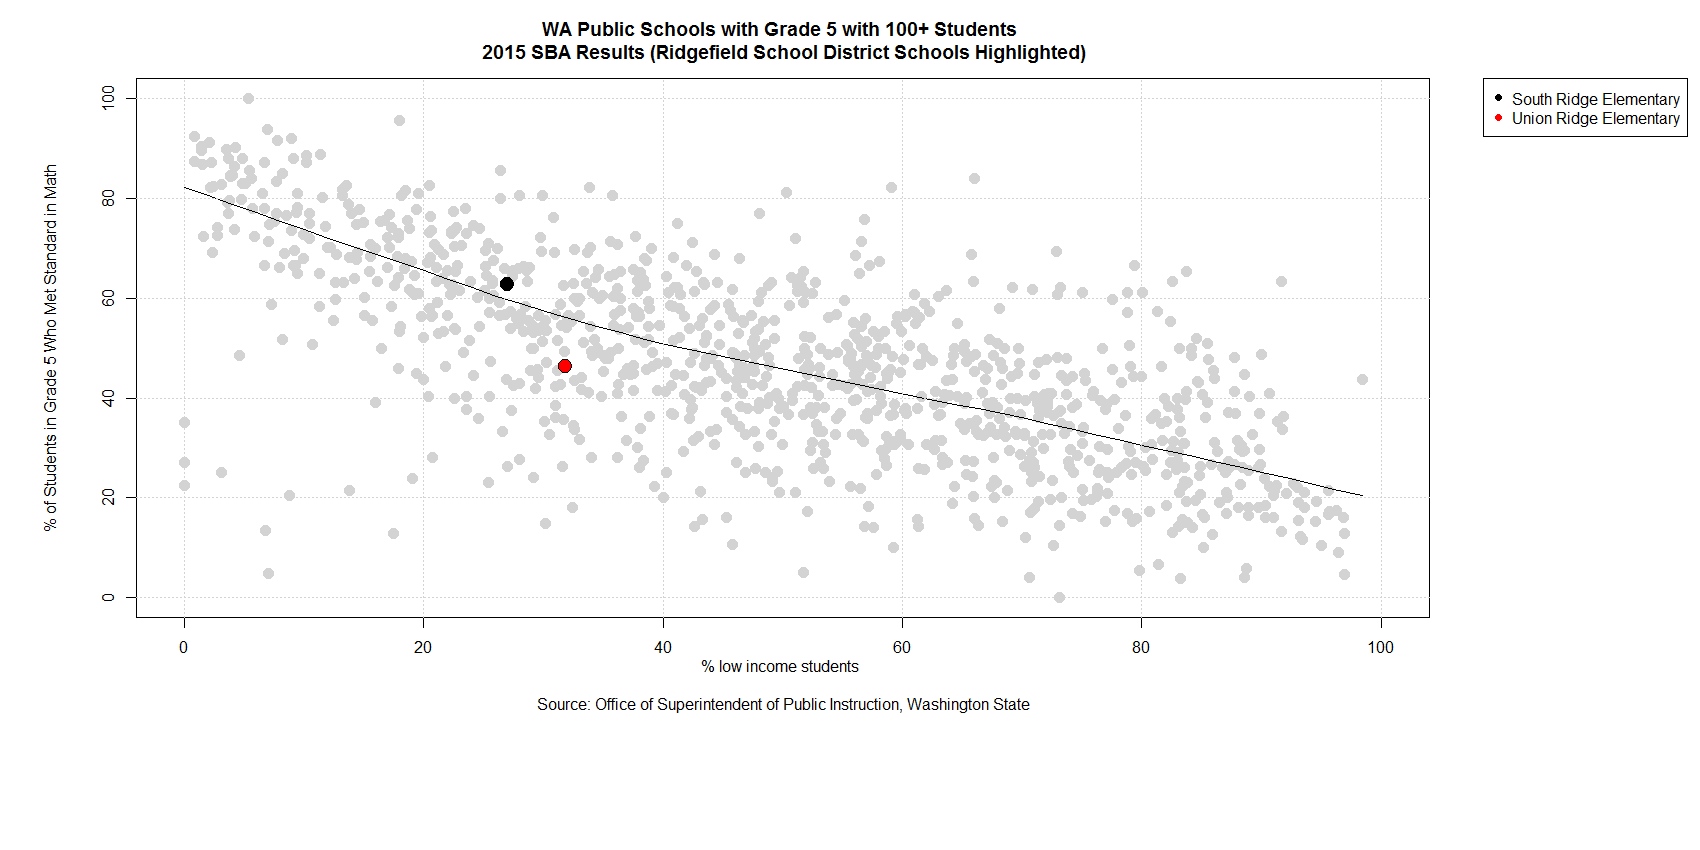 WA Public Schools with Grade 5 with 100+ Students
2015 SBA Results (Ridgefield School District Schools Highlighted)
South Ridge Elementary
Union Ridge Elementary
% of Students in Grade 5 Who Met Standard in Math
100
80
60
40
20
0
0 20 40 60 80 100
% low income students
Source: Office of Superintendent of Public Instruction, Washington State